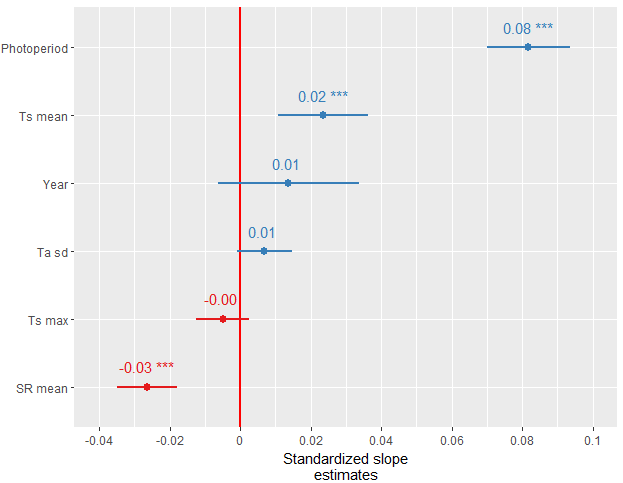 Photoperiod 0.08 ***
Ts mean 0.02 ***
Year 0.01
Ta sd 0.01
Ts max -0.00
SR mean -0.03 ***
-0.04 -0.02 0 0.02 0.04 0.06 0.08 0.1
Standardized slope
estimates